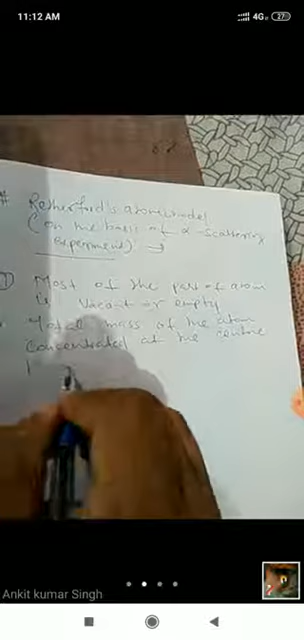 11:12 AM
4G 27
# Retherford's atomic model
(on the basis of α-scattering
experiment) →
① Most of the part of atom
is vacant or empty
Total mass of the atom
concentrated at the centre
Ankit kumar Singh